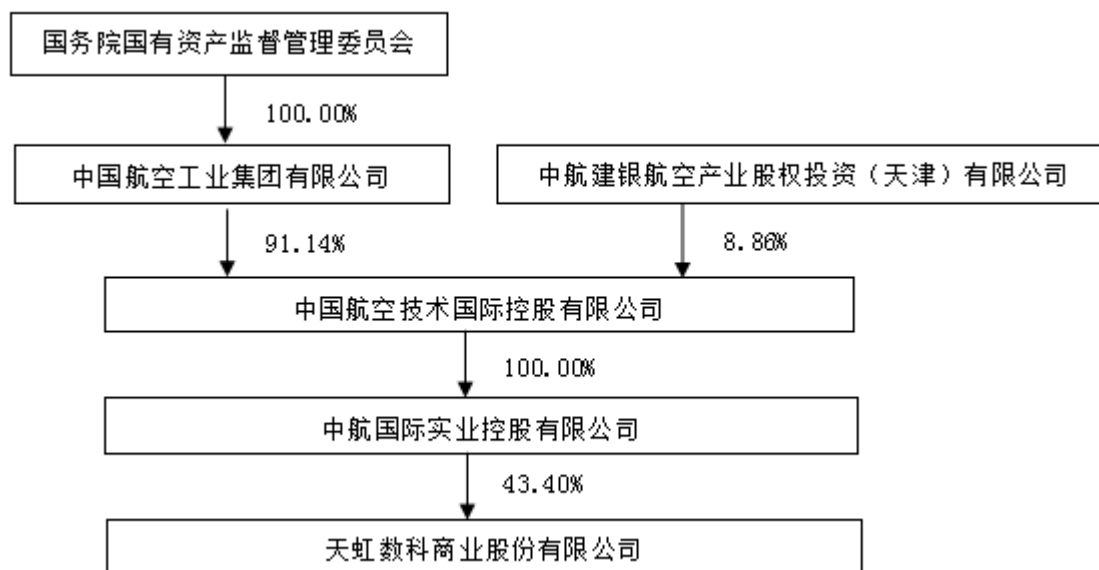 国务院国有资产监督管理委员会
100.00%
中国航空工业集团有限公司
中航建银航空产业股权投资（天津）有限公司
91.14%
8.86%
中国航空技术国际控股有限公司
100.00%
中航国际实业控股有限公司
43.40%
天虹数科商业股份有限公司